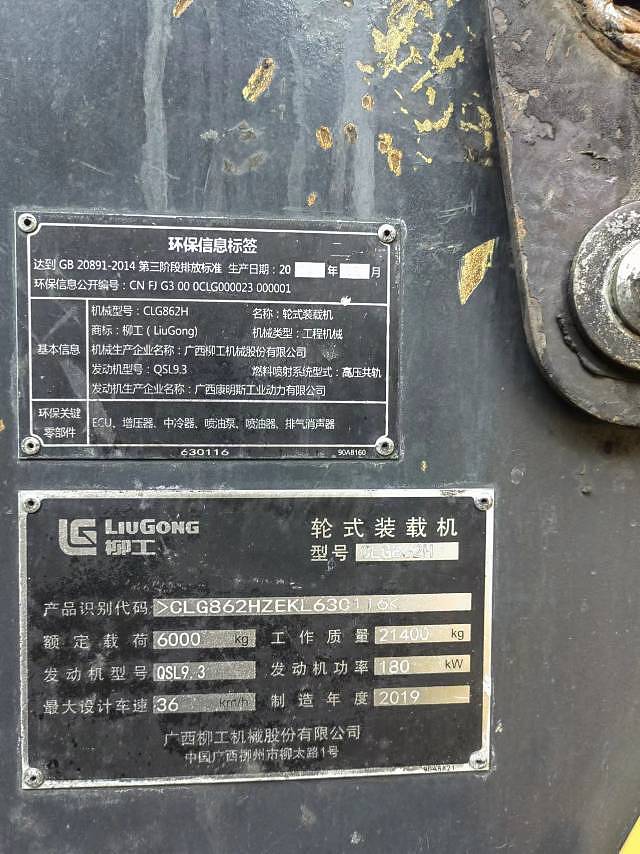 环保信息标签
达到 GB 20891-2014 第三阶段排放标准 生产日期：20 年 月
环保信息公开编号：CN FJ G3 00 0CLG000023 000001
基本信息
机械型号：CLG862H 名称：轮式装载机
商标：柳工（LiuGong） 机械类型：工程机械
机械生产企业名称：广西柳工机械股份有限公司
发动机型号：QSL9.3 燃料喷射系统型式：高压共轨
发动机生产企业名称：广西康明斯工业动力有限公司
环保关键
零部件
ECU、增压器、中冷器、喷油泵、喷油器、排气消声器
630116 90A8160
LG LIUGONG
柳工
轮式装载机
型号 CLG862H
产品识别代码 >CLG862HZEKL630116<
额定载荷 6000 kg 工作质量 21400 kg
发动机型号 QSL9.3 发动机功率 180 kW
最大设计车速 36 km/h 制造年度 2019
广西柳工机械股份有限公司
中国广西柳州市柳太路1号